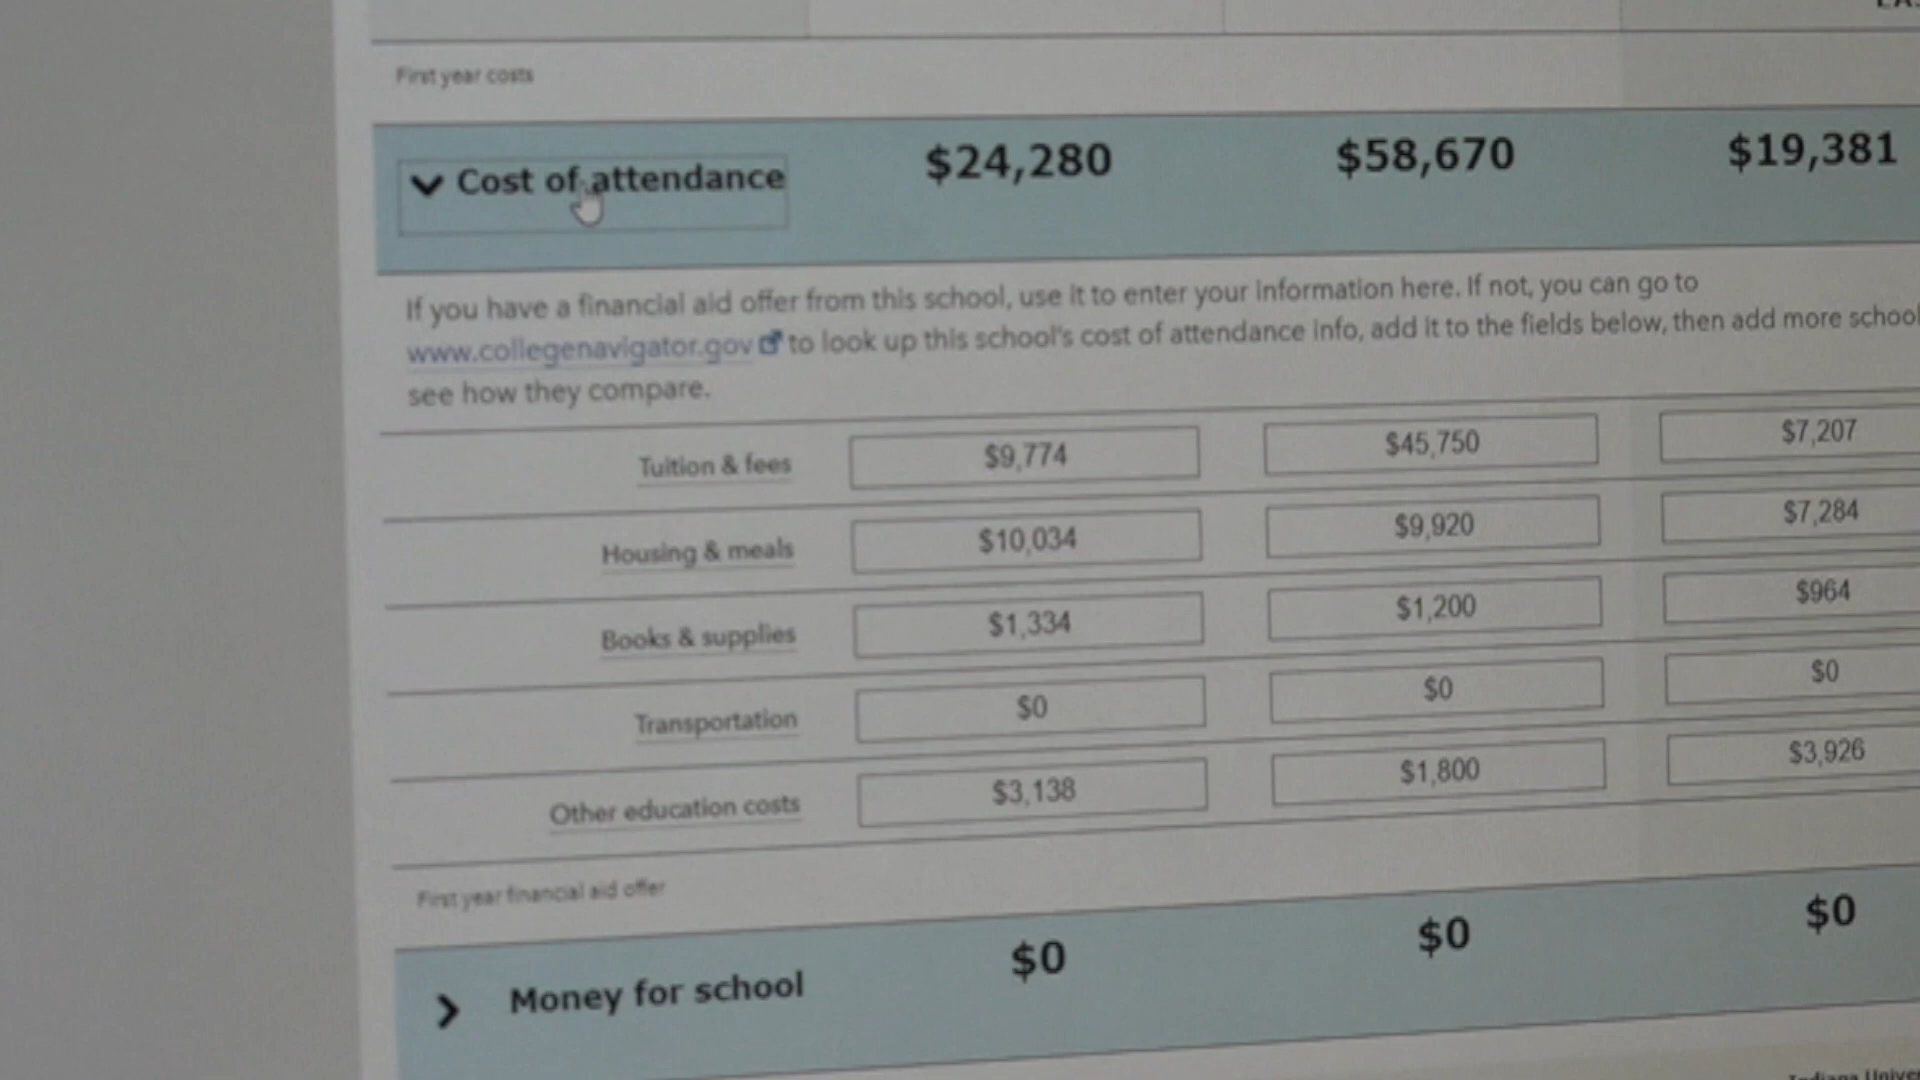 First year costs
Cost of attendance $24,280 $58,670 $19,381
If you have a financial aid offer from this school, use it to enter your information here. If not, you can go to
www.collegenavigator.gov to look up this school's cost of attendance info, add it to the fields below, then add more school
see how they compare.
Tuition & fees $9,774 $45,750 $7,207
Housing & meals $10,034 $9,920 $7,284
Books & supplies $1,334 $1,200 $964
Transportation $0 $0 $0
Other education costs $3,138 $1,800 $3,926
First year financial aid offer
Money for school $0 $0 $0